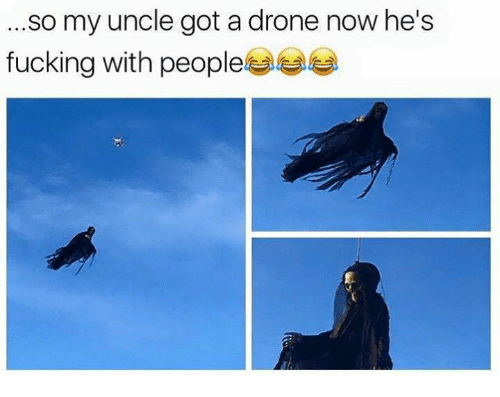 ...so my uncle got a drone now he's
fucking with people😂😂😂